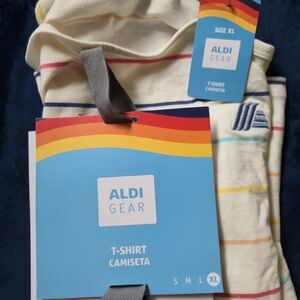 SIZE XL
ALDI
GEAR
T-SHIRT
CAMISETA
ALDI
GEAR
T-SHIRT
CAMISETA
S M L XL